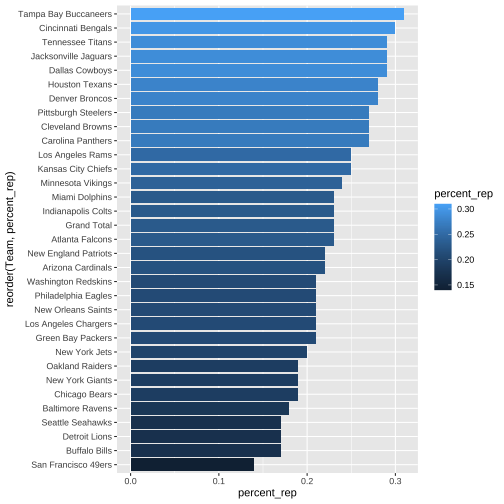 Tampa Bay Buccaneers
Cincinnati Bengals
Tennessee Titans
Jacksonville Jaguars
Dallas Cowboys
Houston Texans
Denver Broncos
Pittsburgh Steelers
Cleveland Browns
Carolina Panthers
Los Angeles Rams
Kansas City Chiefs
Minnesota Vikings
Miami Dolphins
Indianapolis Colts
Grand Total
Atlanta Falcons
New England Patriots
Arizona Cardinals
Washington Redskins
Philadelphia Eagles
New Orleans Saints
Los Angeles Chargers
Green Bay Packers
New York Jets
Oakland Raiders
New York Giants
Chicago Bears
Baltimore Ravens
Seattle Seahawks
Detroit Lions
Buffalo Bills
San Francisco 49ers
reorder(Team, percent_rep)
0.0 0.1 0.2 0.3
percent_rep
percent_rep
0.30
0.25
0.20
0.15